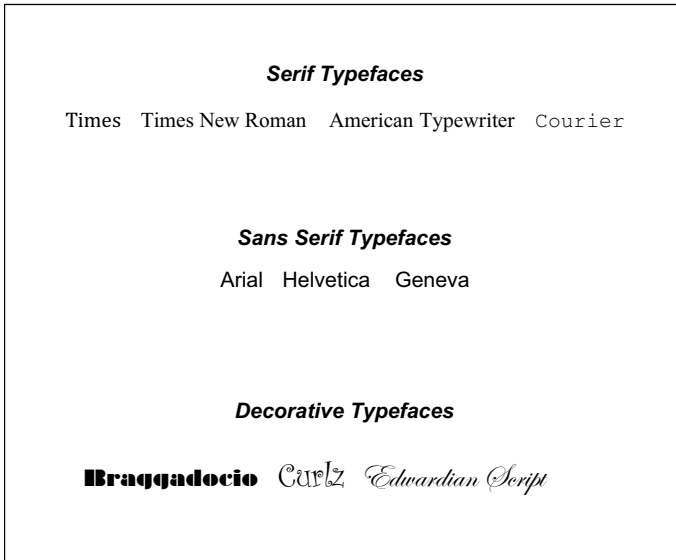 Serif Typefaces
Times Times New Roman American Typewriter Courier
Sans Serif Typefaces
Arial Helvetica Geneva
Decorative Typefaces
Braggadocio Curlz Edwardian Script